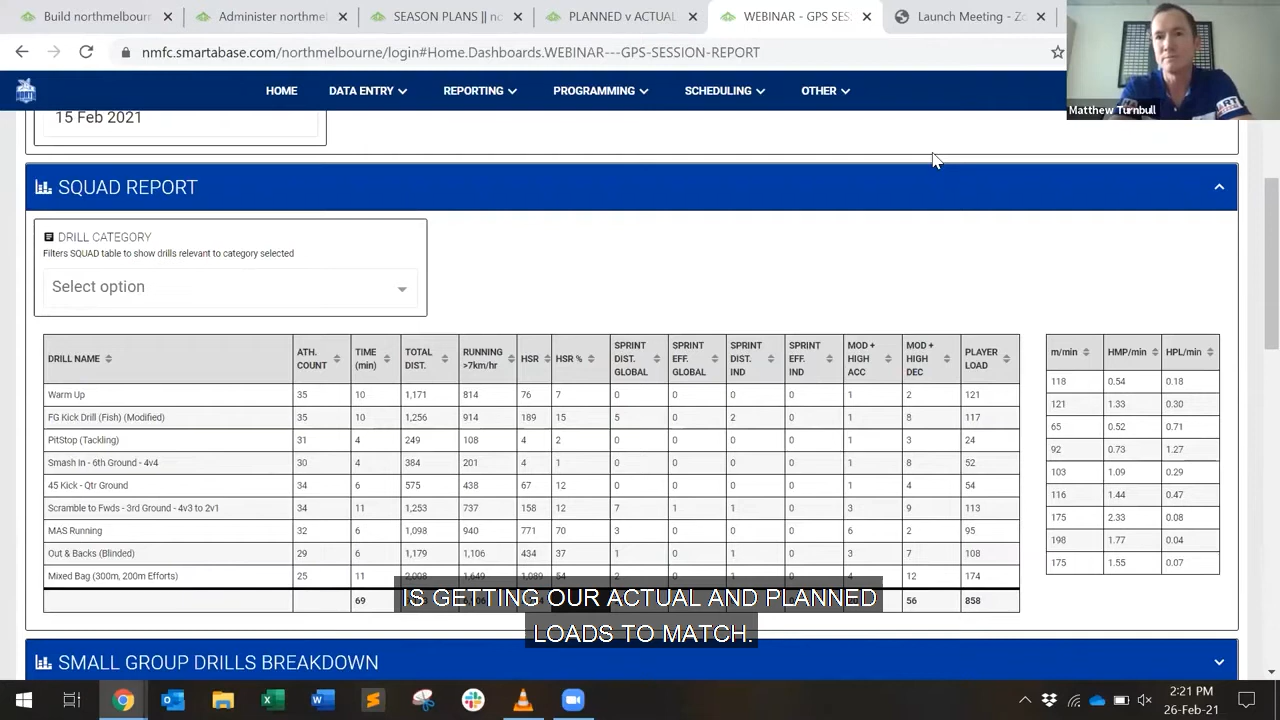 Build northmelbourn
Administer northmel
SEASON PLANS || no
PLANNED v ACTUAL
WEBINAR - GPS SES
Launch Meeting - Zo
nmfc.smartabase.com/northmelbourne/login#Home.Dashboards.WEBINAR---GPS-SESSION-REPORT
HOME DATA ENTRY REPORTING PROGRAMMING SCHEDULING OTHER
Matthew Turnbull
15 Feb 2021
SQUAD REPORT
DRILL CATEGORY
Filters SQUAD table to show drills relevant to category selected
Select option
DRILL NAME ATH. COUNT TIME (min) TOTAL DIST. RUNNING >7km/hr HSR HSR % SPRINT DIST. GLOBAL SPRINT EFF. GLOBAL SPRINT DIST. IND SPRINT EFF. IND MOD + HIGH ACC MOD + HIGH DEC PLAYER LOAD m/min HMP/min HPL/min
Warm Up 35 10 1,171 814 76 7 0 0 0 0 1 2 121 118 0.54 0.18
FG Kick Drill (Fish) (Modified) 35 10 1,256 914 189 15 5 0 2 0 1 8 117 121 1.33 0.30
PitStop (Tackling) 31 4 249 108 4 2 0 0 0 0 1 3 24 65 0.52 0.71
Smash In - 6th Ground - 4v4 30 4 384 201 4 1 0 0 0 0 1 8 52 92 0.73 1.27
45 Kick - Qtr Ground 34 6 575 438 67 12 0 0 0 0 1 4 54 103 1.09 0.29
Scramble to Fwds - 3rd Ground - 4v3 to 2v1 34 11 1,253 737 158 12 7 1 1 0 3 9 113 116 1.44 0.47
MAS Running 32 6 1,098 940 771 70 3 0 0 0 6 2 95 175 2.33 0.08
Out & Backs (Blinded) 29 6 1,179 1,106 434 37 1 0 1 0 3 7 108 198 1.77 0.04
Mixed Bag (300m, 200m Efforts) 25 11 2,008 1,649 1,089 54 2 0 1 0 4 12 174 175 1.55 0.07
69 56 858
IS GETTING OUR ACTUAL AND PLANNED
LOADS TO MATCH.
SMALL GROUP DRILLS BREAKDOWN
2:21 PM
26-Feb-21